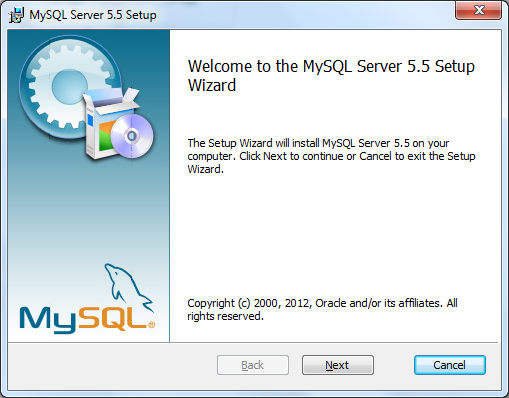 MySQL Server 5.5 Setup
Welcome to the MySQL Server 5.5 Setup
Wizard
The Setup Wizard will install MySQL Server 5.5 on your
computer. Click Next to continue or Cancel to exit the Setup
Wizard.
MySQL®
Copyright (c) 2000, 2012, Oracle and/or its affiliates. All
rights reserved.
Back Next Cancel